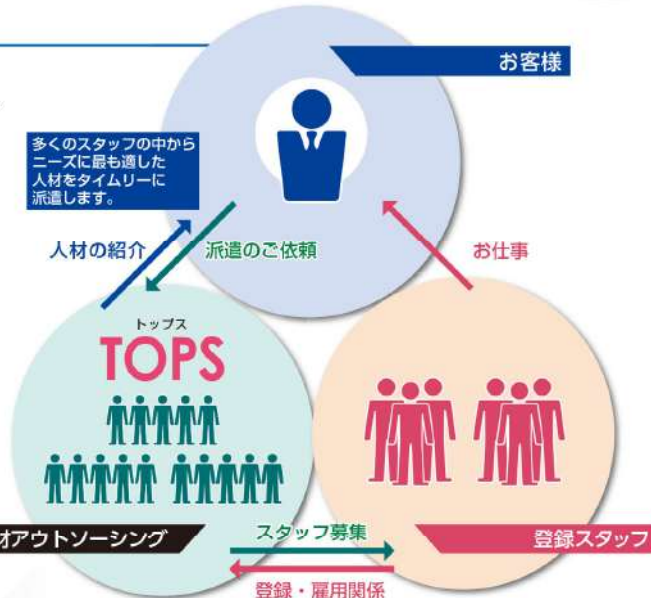 お客様
多くのスタッフの中から
ニーズに最も適した
人材をタイムリーに
派遣します。
人材の紹介
派遣のご依頼
お仕事
トップス
TOPS
アウトソーシング
スタッフ募集
登録スタッフ
登録・雇用関係